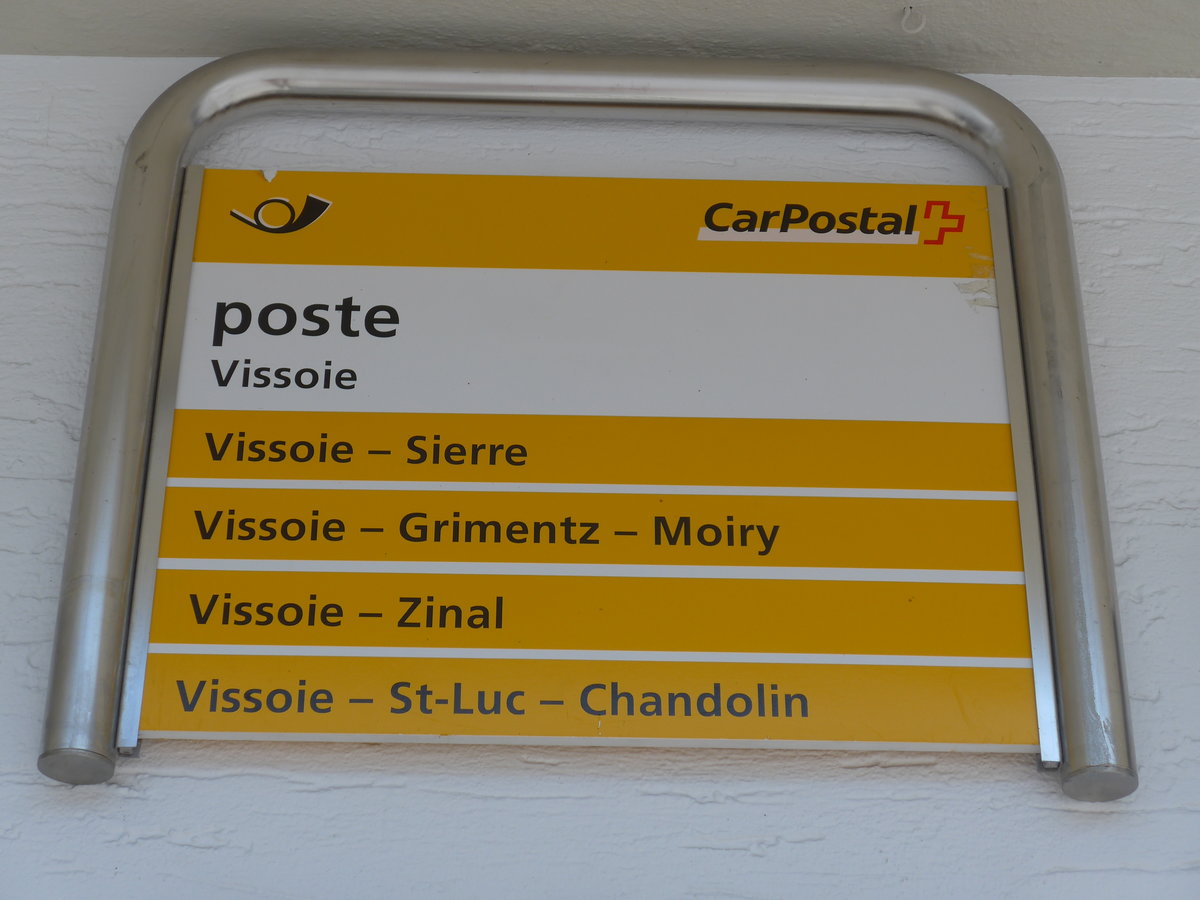 CarPostal
poste
Vissoie
Vissoie – Sierre
Vissoie – Grimentz – Moiry
Vissoie – Zinal
Vissoie – St-Luc – Chandolin